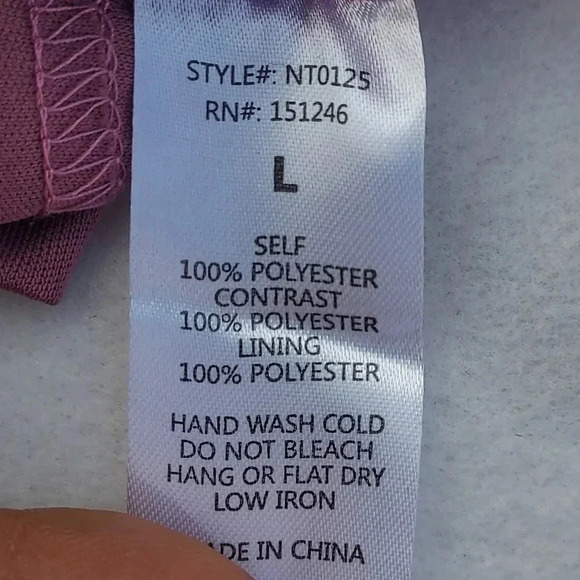 STYLE#: NT0125
RN#: 151246
L
SELF
100% POLYESTER
CONTRAST
100% POLYESTER
LINING
100% POLYESTER
HAND WASH COLD
DO NOT BLEACH
HANG OR FLAT DRY
LOW IRON
ADE IN CHINA